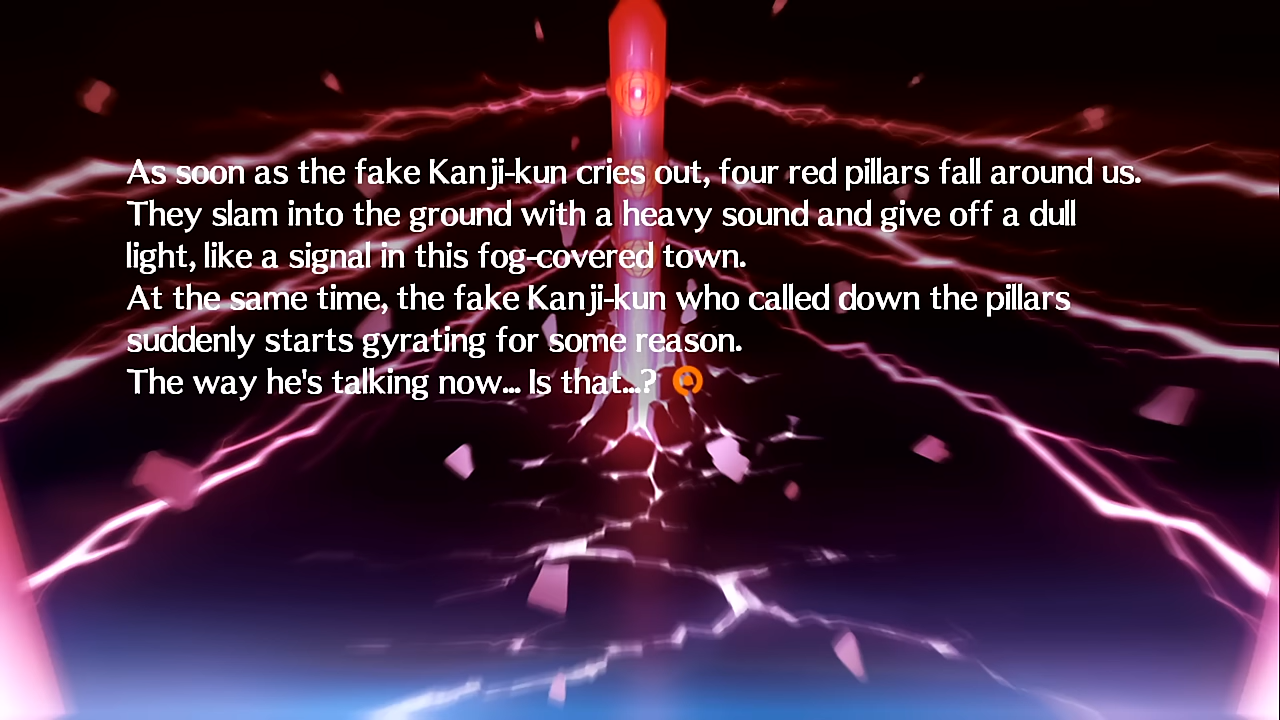 As soon as the fake Kanji-kun cries out, four red pillars fall around us.
They slam into the ground with a heavy sound and give off a dull
light, like a signal in this fog-covered town.
At the same time, the fake Kanji-kun who called down the pillars
suddenly starts gyrating for some reason.
The way he's talking now... Is that...?